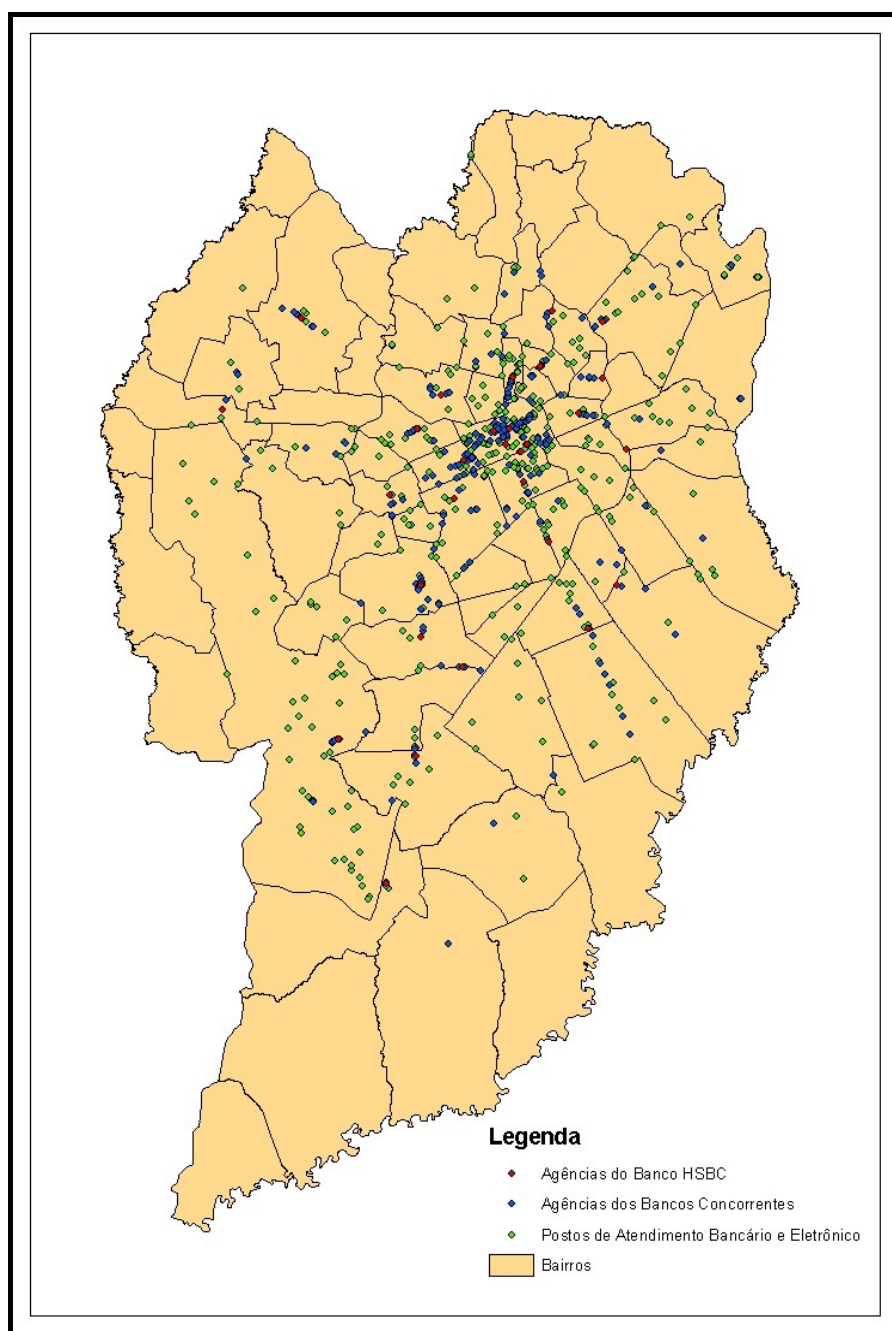 Legenda
Agências do Banco HSBC
Agências dos Bancos Concorrentes
Postos de Atendimento Bancário e Eletrônico
Bairros